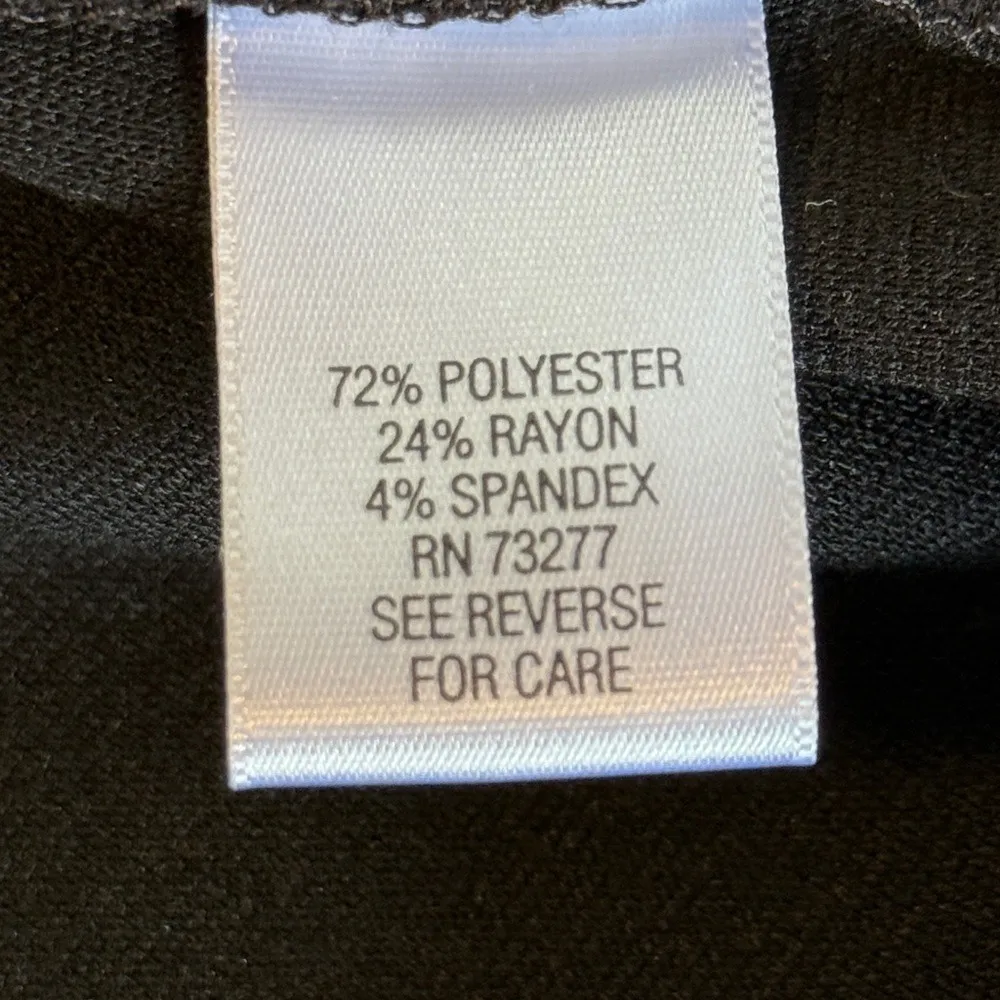 72% POLYESTER
24% RAYON
4% SPANDEX
RN 73277
SEE REVERSE
FOR CARE